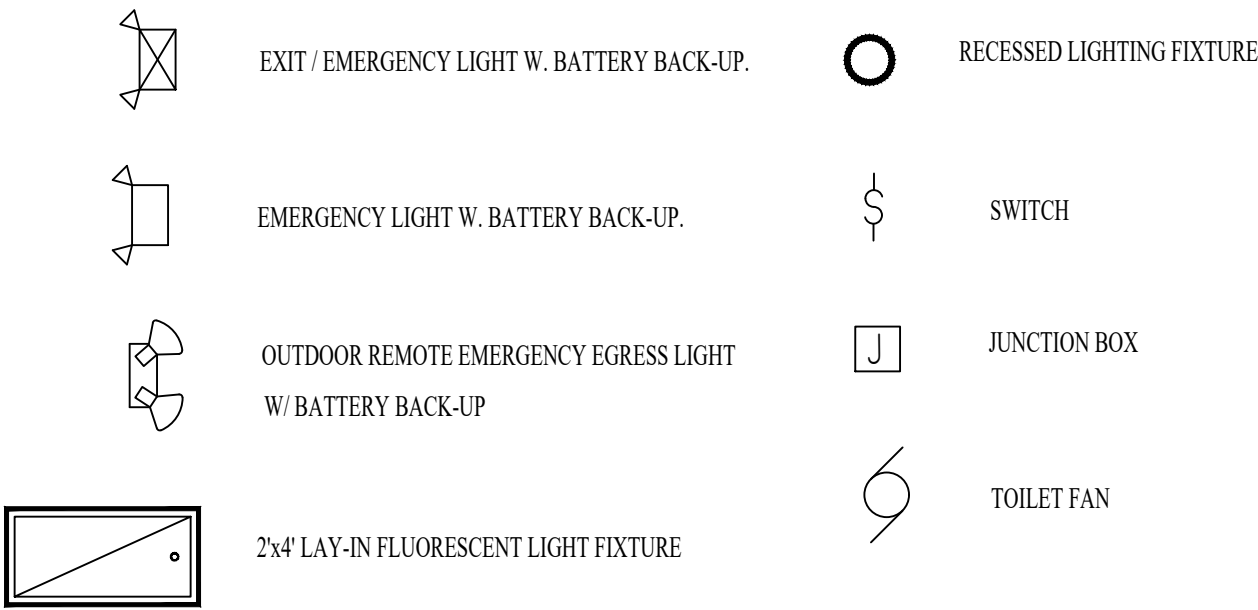 EXIT / EMERGENCY LIGHT W. BATTERY BACK-UP.
EMERGENCY LIGHT W. BATTERY BACK-UP.
OUTDOOR REMOTE EMERGENCY EGRESS LIGHT
W/ BATTERY BACK-UP
2'x4' LAY-IN FLUORESCENT LIGHT FIXTURE
RECESSED LIGHTING FIXTURE
S
SWITCH
J
JUNCTION BOX
TOILET FAN